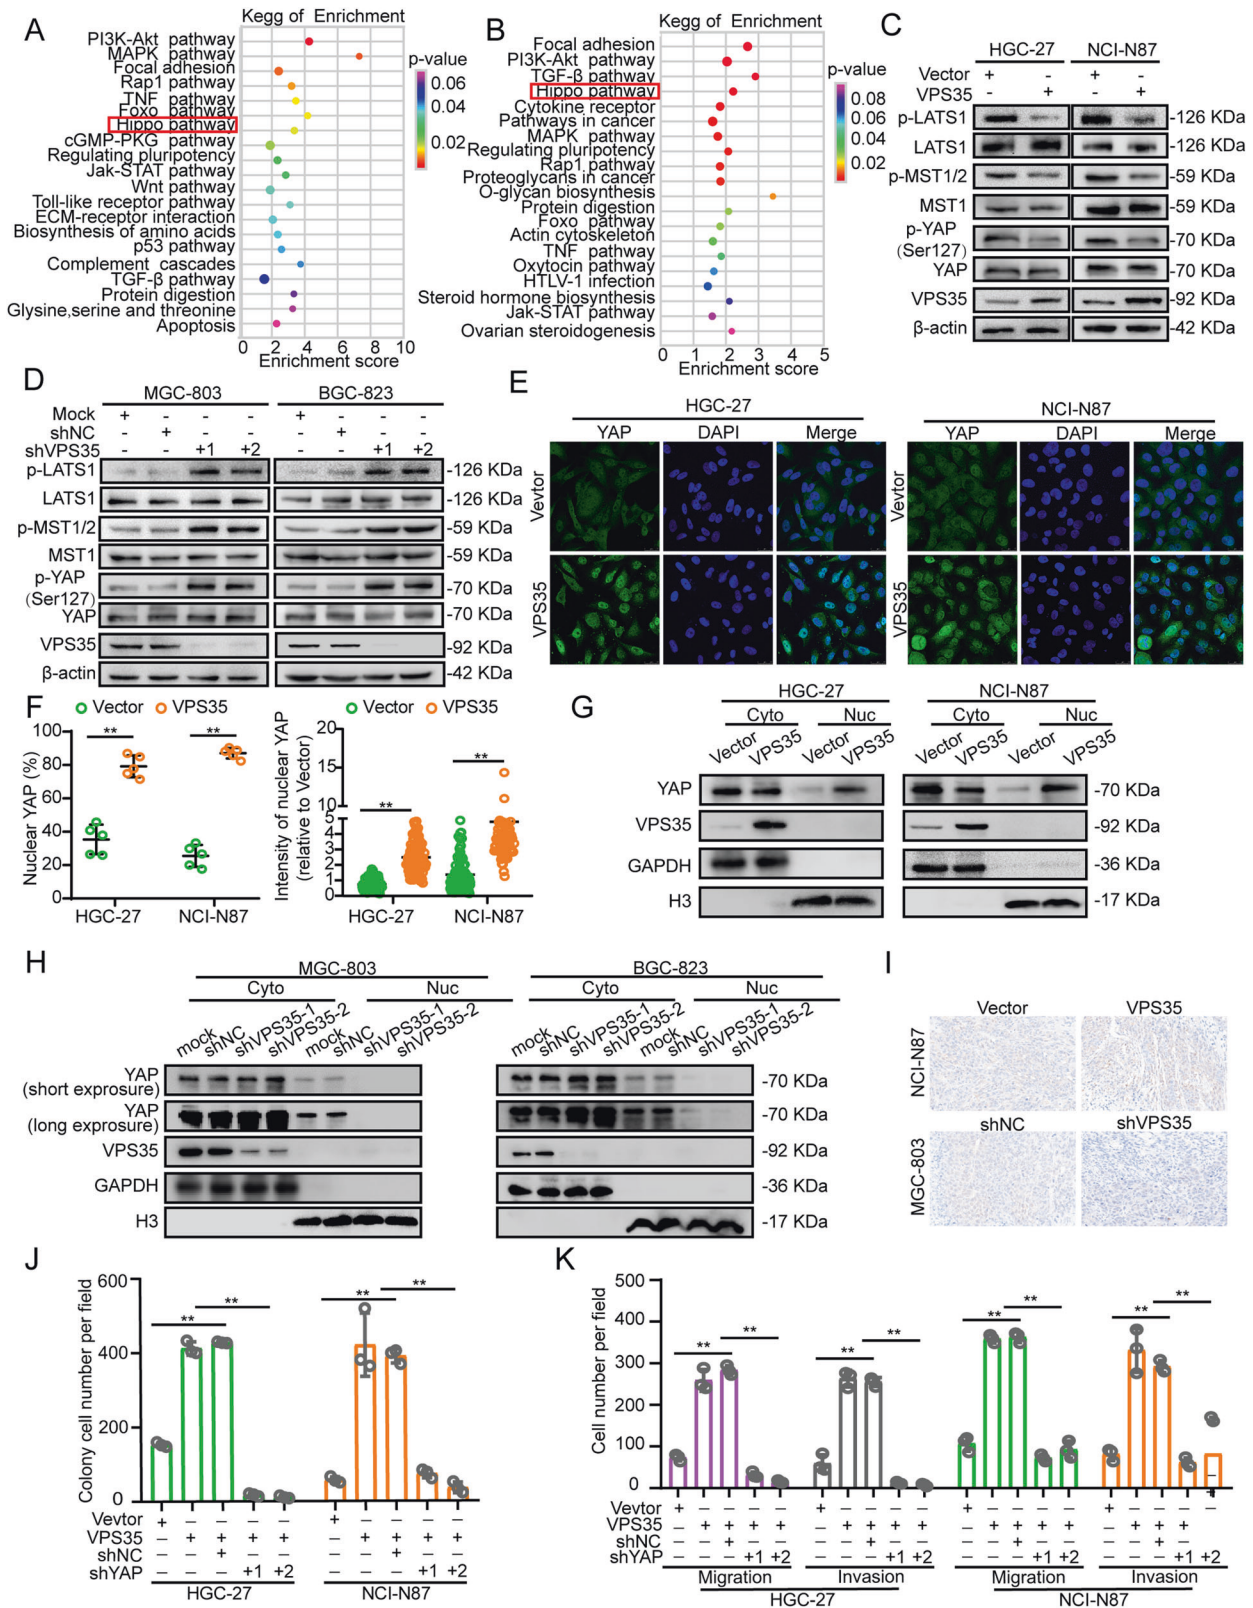 A
Kegg of Enrichment
PI3K-Akt pathway
MAPK pathway
Focal adhesion
Rap1 pathway
TNF pathway
Foxo pathway
Hippo pathway
cGMP-PKG pathway
Regulating pluripotency
Jak-STAT pathway
Wnt pathway
Toll-like receptor pathway
ECM-receptor interaction
Biosynthesis of amino acids
p53 pathway
Complement cascades
TGF-β pathway
Protein digestion
Glysine,serine and threonine
Apoptosis
0 2 4 6 8 10
Enrichment score
p-value
0.06
0.04
0.02
B
Kegg of Enrichment
Focal adhesion
PI3K-Akt pathway
TGF-β pathway
Hippo pathway
Cytokine receptor
Pathways in cancer
MAPK pathway
Regulating pluripotency
Rap1 pathway
Proteoglycans in cancer
O-glycan biosynthesis
Protein digestion
Foxo pathway
Actin cytoskeleton
TNF pathway
Oxytocin pathway
HTLV-1 infection
Steroid hormone biosynthesis
Jak-STAT pathway
Ovarian steroidogenesis
0 1 2 3 4 5
Enrichment score
p-value
0.08
0.06
0.04
0.02
C
HGC-27 NCI-N87
Vector + - + -
VPS35 - + - +
p-LATS1 -126 KDa
LATS1 -126 KDa
p-MST1/2 -59 KDa
MST1 -59 KDa
p-YAP
(Ser127) -70 KDa
YAP -70 KDa
VPS35 -92 KDa
β-actin -42 KDa
D
MGC-803 BGC-823
Mock + - - - + - - -
shNC - + - - - + - -
shVPS35 - - +1 +2 - - +1 +2
p-LATS1 -126 KDa
LATS1 -126 KDa
p-MST1/2 -59 KDa
MST1 -59 KDa
p-YAP -70 KDa
(Ser127)
YAP -70 KDa
VPS35 -92 KDa
β-actin -42 KDa
E
HGC-27 NCI-N87
YAP DAPI Merge YAP DAPI Merge
Vevtor Vevtor
VPS35 VPS35
F
Vector VPS35
** **
Nuclear YAP (%)
100
80
60
40
20
0
HGC-27 NCI-N87
Vector VPS35
** **
Intensity of nuclear YAP
(relative to Vector)
20
15
10
5
4
3
2
1
0
HGC-27 NCI-N87
G
HGC-27 NCI-N87
Cyto Nuc Cyto Nuc
Vector VPS35 Vector VPS35 Vector VPS35 Vector VPS35
YAP -70 KDa
VPS35 -92 KDa
GAPDH -36 KDa
H3 -17 KDa
H
MGC-803 BGC-823
Cyto Nuc Cyto Nuc
mock shNC shVPS35-1 shVPS35-2 mock shNC shVPS35-1 shVPS35-2 mock shNC shVPS35-1 shVPS35-2 mock shNC shVPS35-1 shVPS35-2
YAP
(short exposure) -70 KDa
YAP
(long exposure) -70 KDa
VPS35 -92 KDa
GAPDH -36 KDa
H3 -17 KDa
I
Vector VPS35
NCI-N87
shNC shVPS35
MGC-803
J
Colony cell number per field
600
400
200
0
** ** ** **
Vevtor + – – – – + – – – –
VPS35 – + + + + – + + + +
shNC – – + – – – – + – –
shYAP – – – +1 +2 – – – +1 +2
HGC-27 NCI-N87
K
Cell number per field
500
400
300
200
100
0
** ** ** ** ** ** ** **
Vevtor + – – – – + – – – – + – – – – + – – – –
VPS35 – + + + + – + + + + – + + + + – + + + +
shNC – – + – – – – + – – – – + – – – – + – –
shYAP – – – +1 +2 – – – +1 +2 – – – +1 +2 – – – +1 +2
Migration Invasion Migration Invasion
HGC-27 NCI-N87